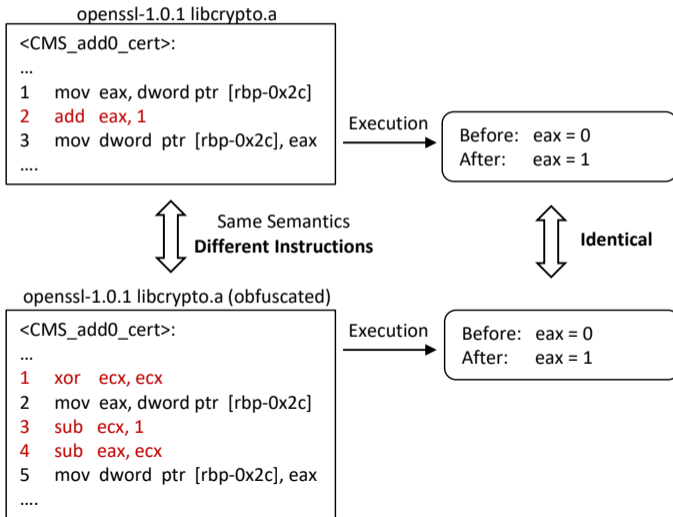 openssl-1.0.1 libcrypto.a
<CMS_add0_cert>:
...
1 mov eax, dword ptr [rbp-0x2c]
2 add eax, 1
3 mov dword ptr [rbp-0x2c], eax
....
Execution
Before: eax = 0
After: eax = 1
Same Semantics
Different Instructions
Identical
openssl-1.0.1 libcrypto.a (obfuscated)
<CMS_add0_cert>:
...
1 xor ecx, ecx
2 mov eax, dword ptr [rbp-0x2c]
3 sub ecx, 1
4 sub eax, ecx
5 mov dword ptr [rbp-0x2c], eax
....
Execution
Before: eax = 0
After: eax = 1